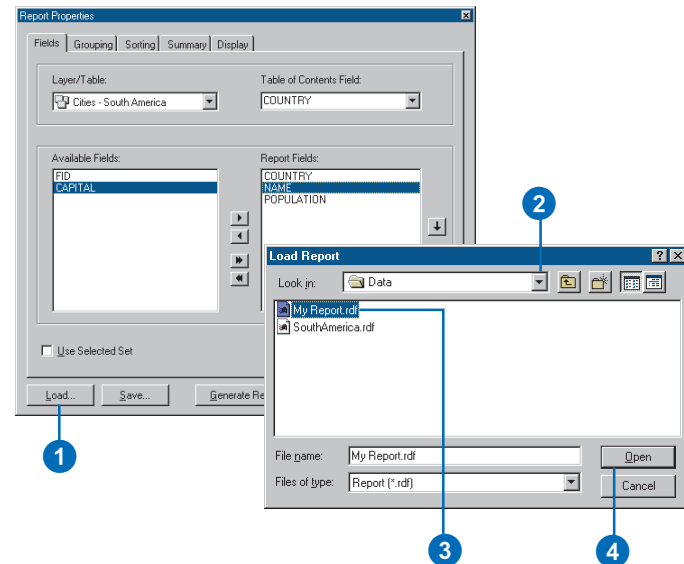 Report Properties
Fields Grouping Sorting Summary Display
Layer/Table:
Table of Contents Field:
Cities - South America
COUNTRY
Available Fields:
Report Fields:
FID
CAPITAL
COUNTRY
NAME
POPULATION
Use Selected Set
Load...
Save...
Generate Re
1
2
Load Report
Look in:
Data
My Report.rdf
SouthAmerica.rdf
File name:
My Report.rdf
Open
Files of type:
Report (*.rdf)
Cancel
3
4